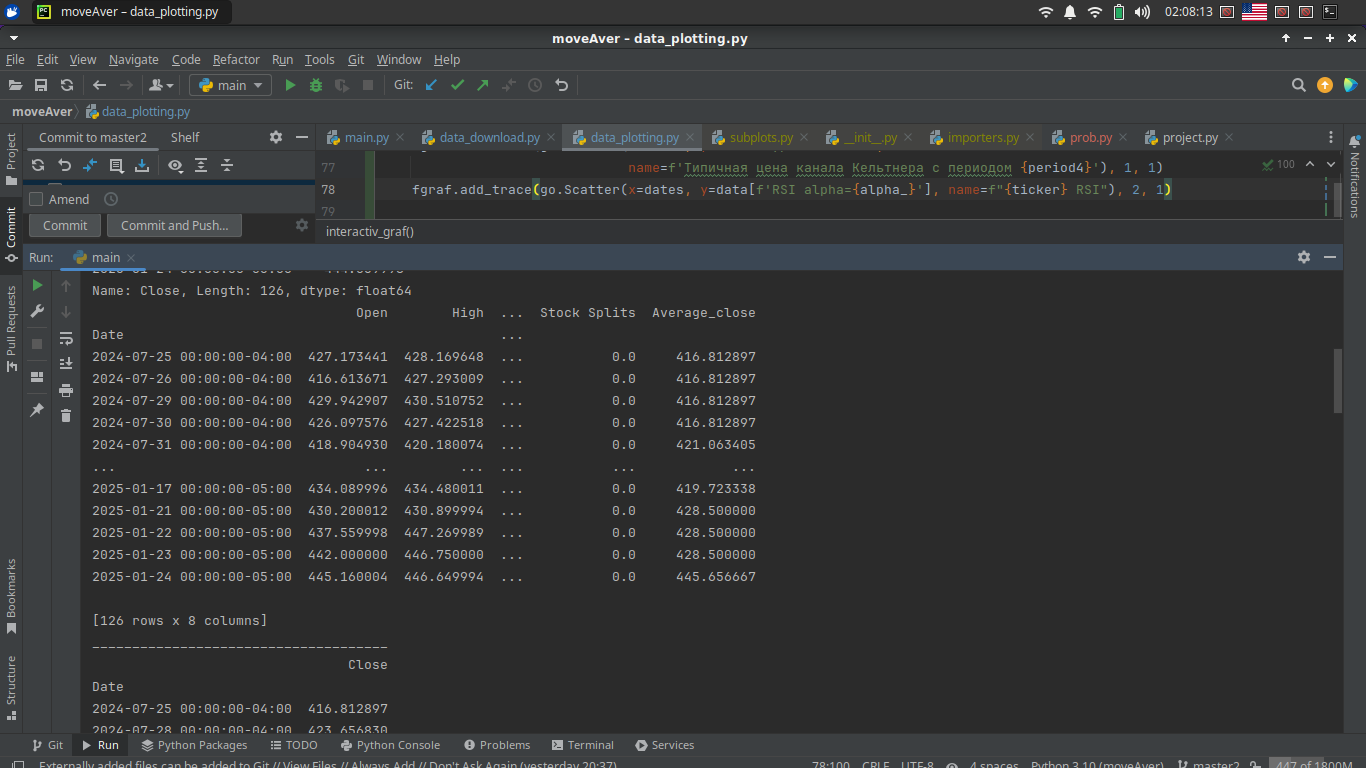 moveAver – data_plotting.py
02:08:13
moveAver – data_plotting.py
File Edit View Navigate Code Refactor Run Tools Git Window Help
main
Git:
moveAver data_plotting.py
Project
Commit to master2 Shelf
main.py data_download.py data_plotting.py subplots.py __init__.py importers.py prob.py project.py
Notifications
77 name=f'Типичная цена канала Кельтнера с периодом {period4}'), 1, 1)
100
78 fgraf.add_trace(go.Scatter(x=dates, y=data[f'RSI alpha={alpha_}'], name=f"{ticker} RSI"), 2, 1)
79
Amend
Commit Commit and Push...
Commit
interactiv_graf()
Run: main
Name: Close, Length: 126, dtype: float64
Open High ... Stock Splits Average_close
Date ...
2024-07-25 00:00:00-04:00 427.173441 428.169648 ... 0.0 416.812897
2024-07-26 00:00:00-04:00 416.613671 427.293009 ... 0.0 416.812897
2024-07-29 00:00:00-04:00 429.942907 430.510752 ... 0.0 416.812897
2024-07-30 00:00:00-04:00 426.097576 427.422518 ... 0.0 416.812897
2024-07-31 00:00:00-04:00 418.904930 420.180074 ... 0.0 421.063405
... ... ... ... ... ...
2025-01-17 00:00:00-05:00 434.089996 434.480011 ... 0.0 419.723338
2025-01-21 00:00:00-05:00 430.200012 430.899994 ... 0.0 428.500000
2025-01-22 00:00:00-05:00 437.559998 447.269989 ... 0.0 428.500000
2025-01-23 00:00:00-05:00 442.000000 446.750000 ... 0.0 428.500000
2025-01-24 00:00:00-05:00 445.160004 446.649994 ... 0.0 445.656667
[126 rows x 8 columns]
_____________________________________
Close
Date
2024-07-25 00:00:00-04:00 416.812897
2024-07-28 00:00:00-04:00 423.656830
Pull Requests
Bookmarks
Structure
Git Run Python Packages TODO Python Console Problems Terminal Services
Externally added files can be added to Git // View Files // Always Add // Don't Ask Again (yesterday 20:37)
78:100 CRLF UTF-8 4 spaces Python 3.10 (moveAver) master2 447 of 1800M